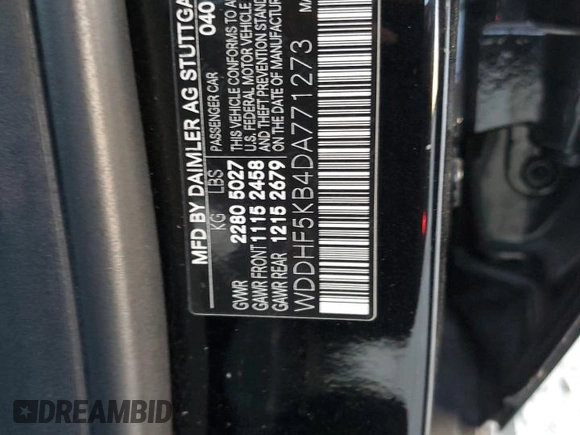 MFD BY DAIMLER AG STUTTGA
040
KG LBS
GVWR 2280 5027
GAWR FRONT 1115 2458
GAWR REAR 1215 2679
PASSENGER CAR
THIS VEHICLE CONFORMS TO A
U.S. FEDERAL MOTOR VEHICLE
AND THEFT PREVENTION STAND
ON THE DATE OF MANUFACTUR
MA
WDDHF5KB4DA771273
DREAMBID